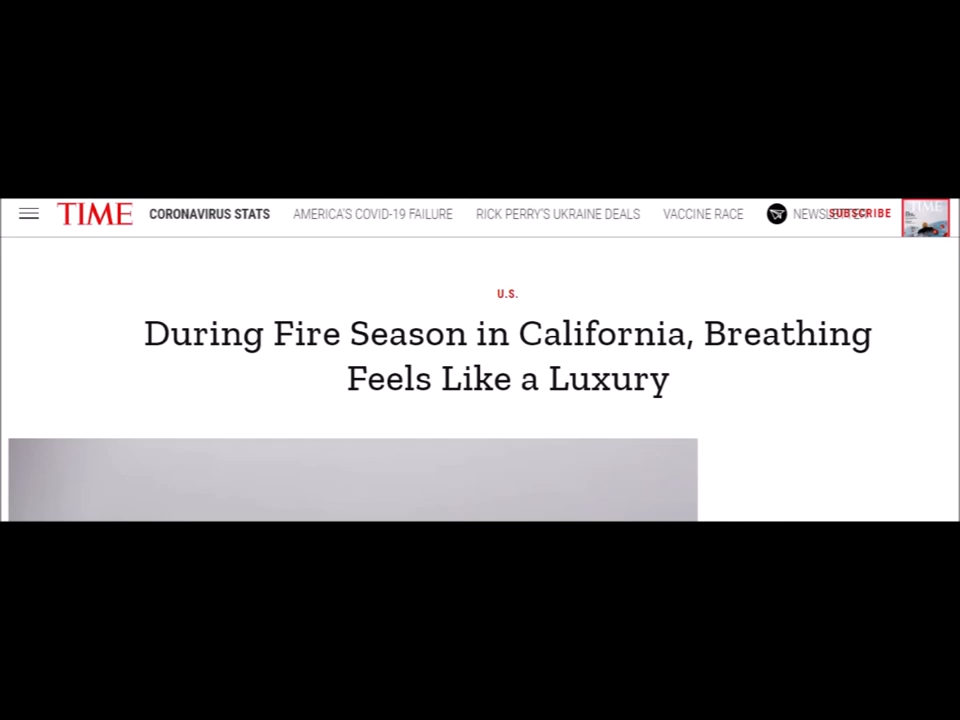 TIME CORONAVIRUS STATS AMERICA'S COVID-19 FAILURE RICK PERRY'S UKRAINE DEALS VACCINE RACE SUBSCRIBE TIME
U.S.
During Fire Season in California, Breathing
Feels Like a Luxury